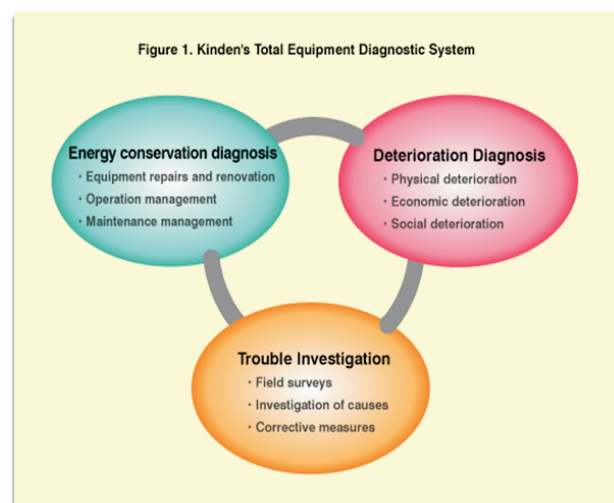 Figure 1. Kinden's Total Equipment Diagnostic System
Energy conservation diagnosis
・Equipment repairs and renovation
・Operation management
・Maintenance management
Deterioration Diagnosis
・Physical deterioration
・Economic deterioration
・Social deterioration
Trouble Investigation
・Field surveys
・Investigation of causes
・Corrective measures